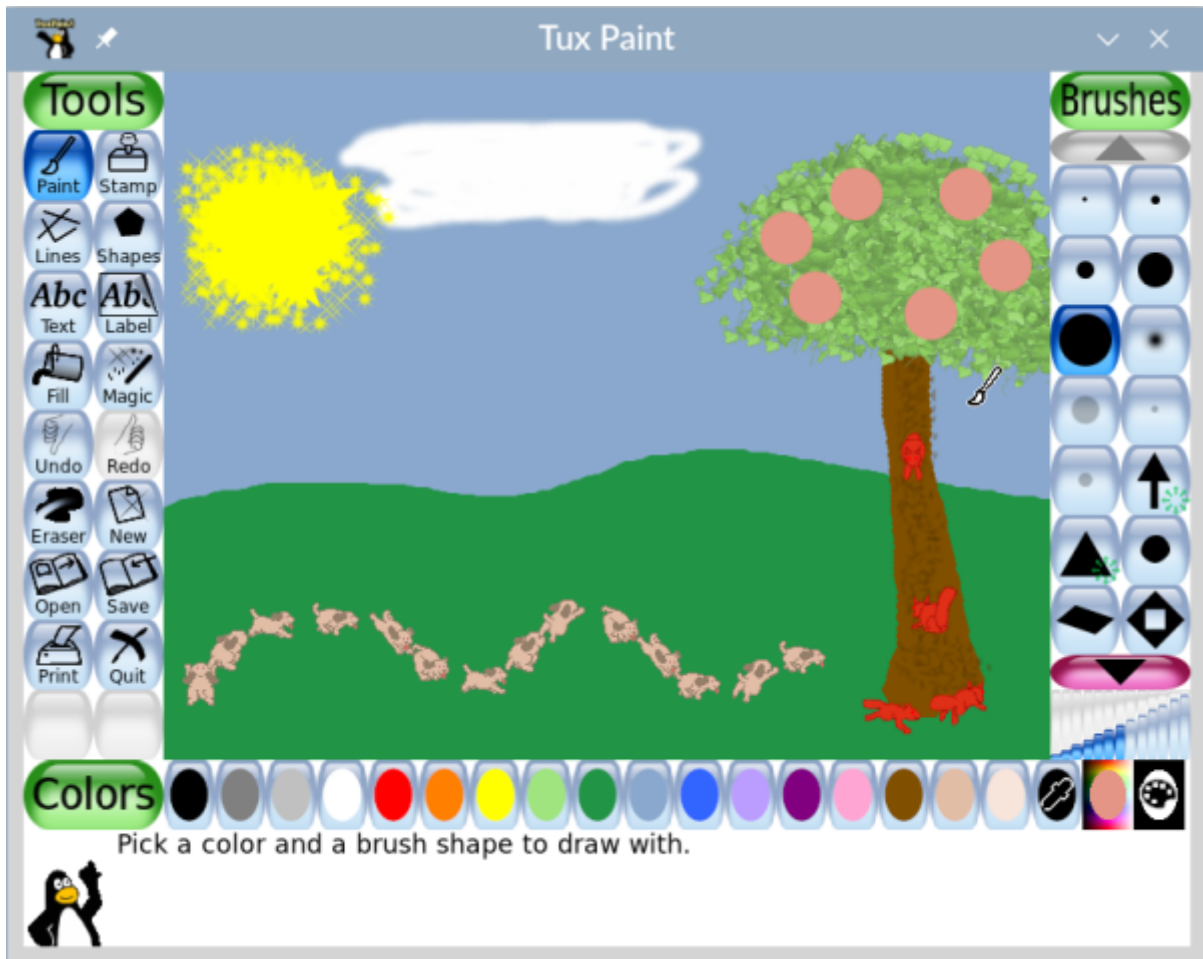 Tux Paint
Tools
Brushes
Paint
Stamp
Lines
Shapes
Abc
Text
Label
Fill
Magic
Undo
Redo
Eraser
New
Open
Save
Print
Quit
Colors
Pick a color and a brush shape to draw with.